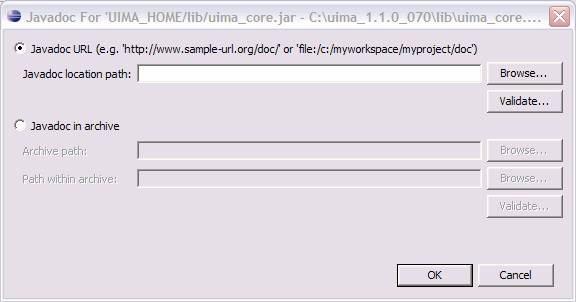 Javadoc For 'UIMA_HOME/lib/uima_core.jar - C:\uima_1.1.0_070\lib\uima_core....
Javadoc URL (e.g. 'http://www.sample-url.org/doc/' or 'file:/c:/myworkspace/myproject/doc')
Javadoc location path:
Browse...
Validate...
Javadoc in archive
Archive path:
Browse...
Path within archive:
Browse...
Validate...
OK
Cancel